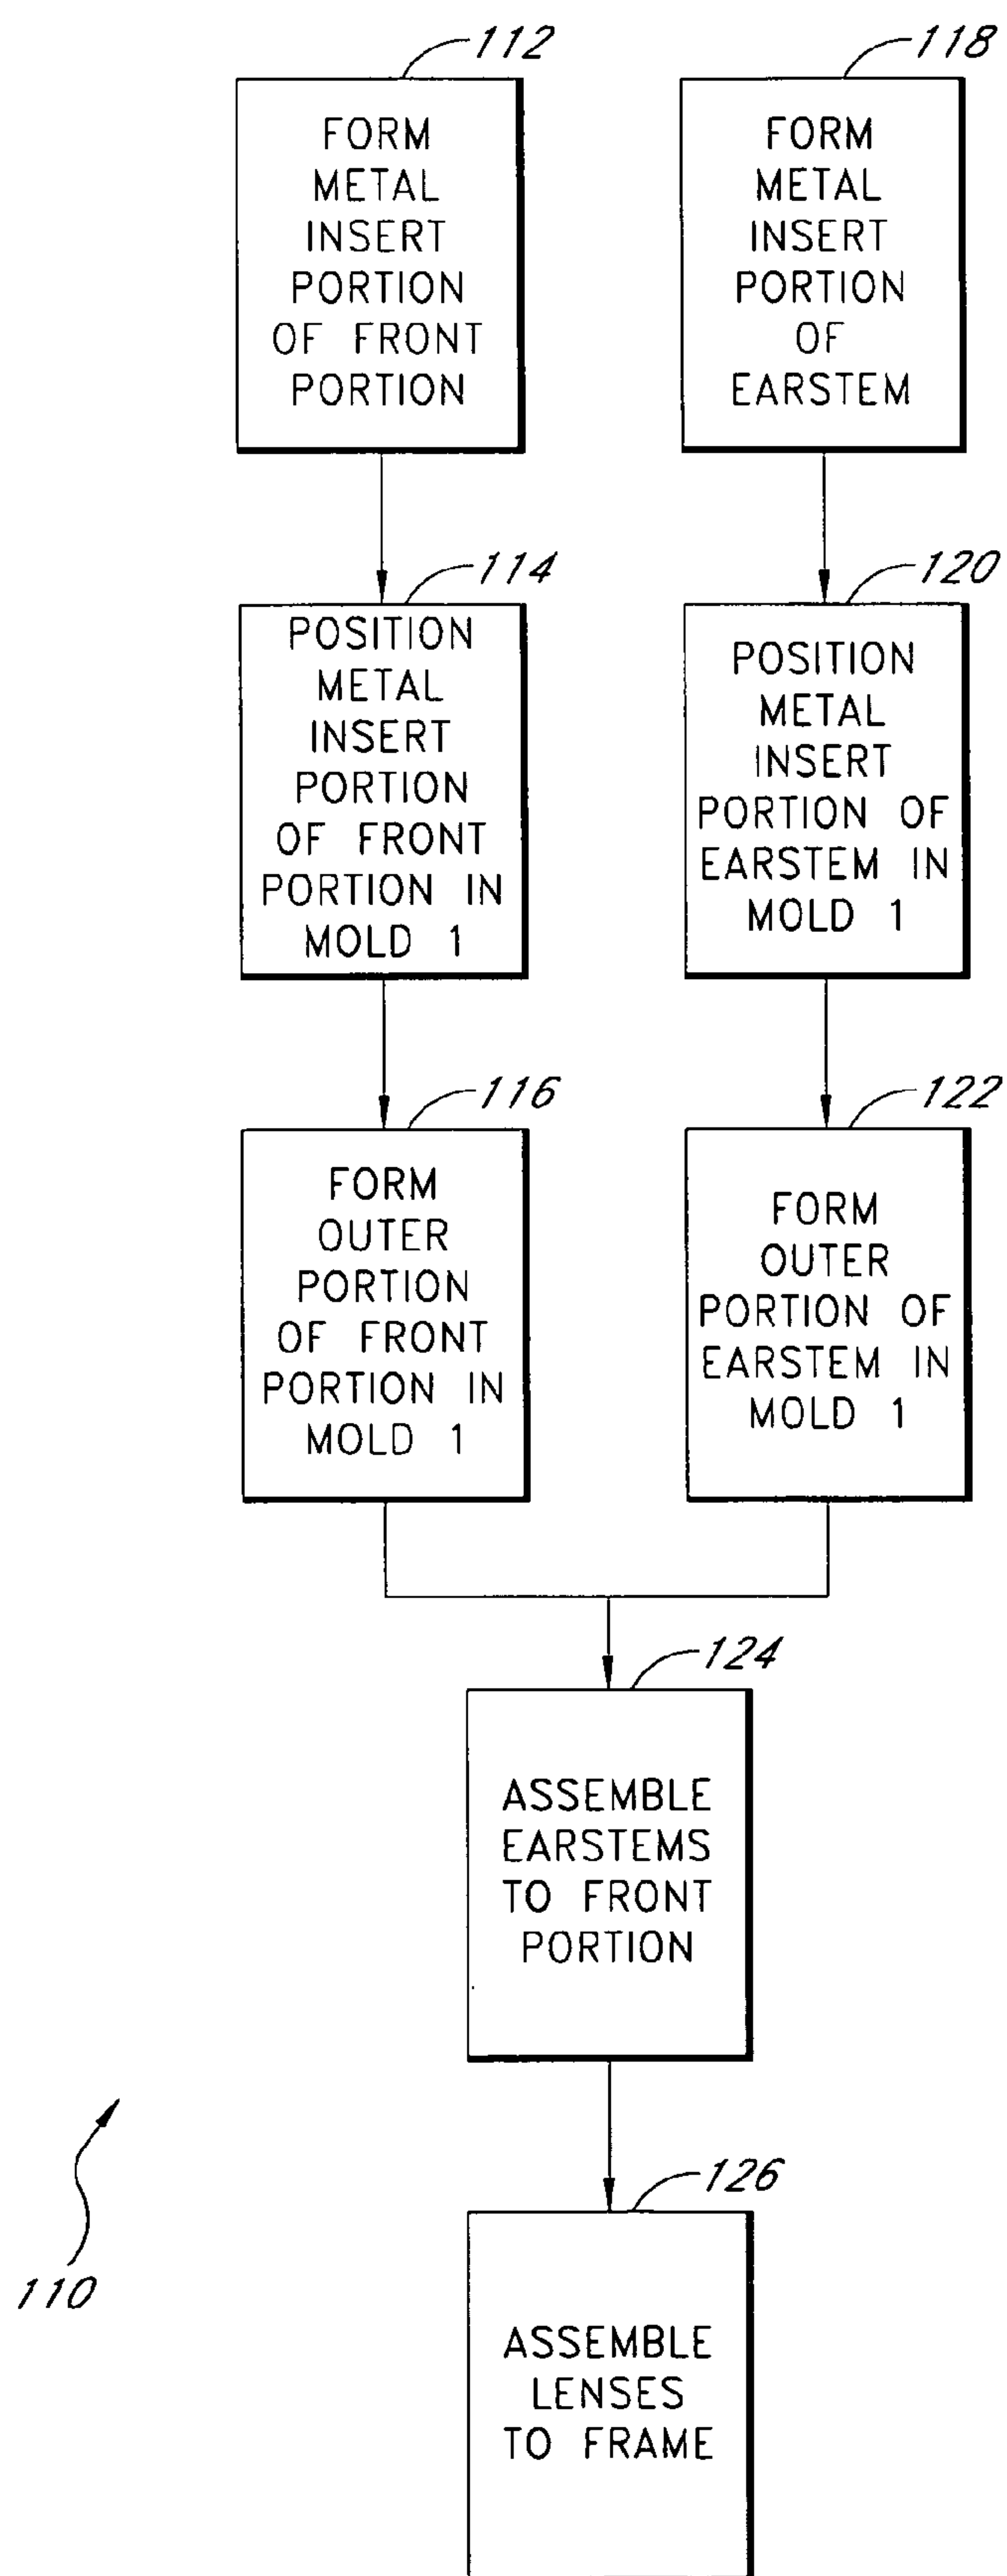 112
FORM
METAL
INSERT
PORTION
OF FRONT
PORTION
118
FORM
METAL
INSERT
PORTION
OF
EARSTEM
114
POSITION
METAL
INSERT
PORTION
OF FRONT
PORTION IN
MOLD 1
120
POSITION
METAL
INSERT
PORTION OF
EARSTEM IN
MOLD 1
116
FORM
OUTER
PORTION
OF FRONT
PORTION IN
MOLD 1
122
FORM
OUTER
PORTION OF
EARSTEM IN
MOLD 1
124
ASSEMBLE
EARSTEMS
TO FRONT
PORTION
126
ASSEMBLE
LENSES
TO FRAME
110